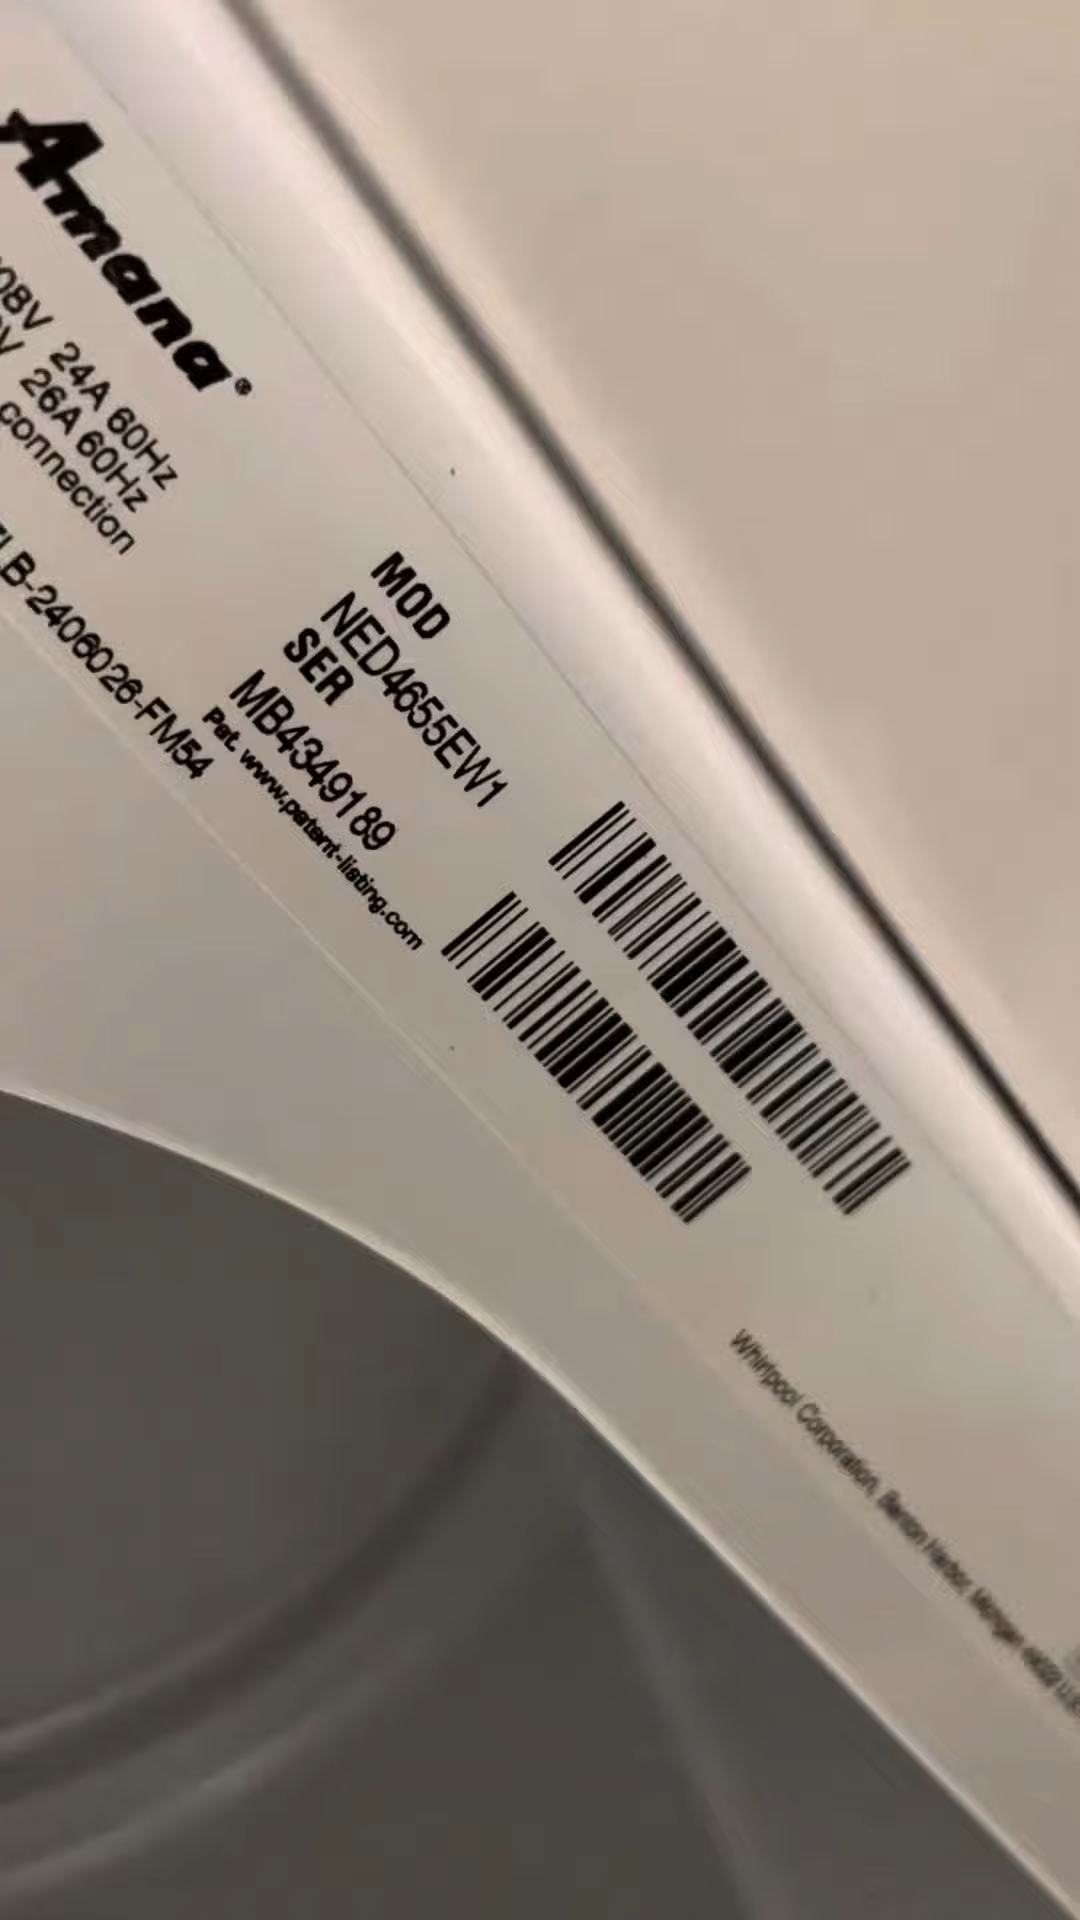 Amana®
08V 24A 60Hz
V 26A 60Hz
connection
LB-2406026-FM54
MOD
NED4655EW1
SER
MB4349189
Pat. www.patent-listing.com
Whirlpool Corporation, Benton Harbor, Michigan 49022 U.S.